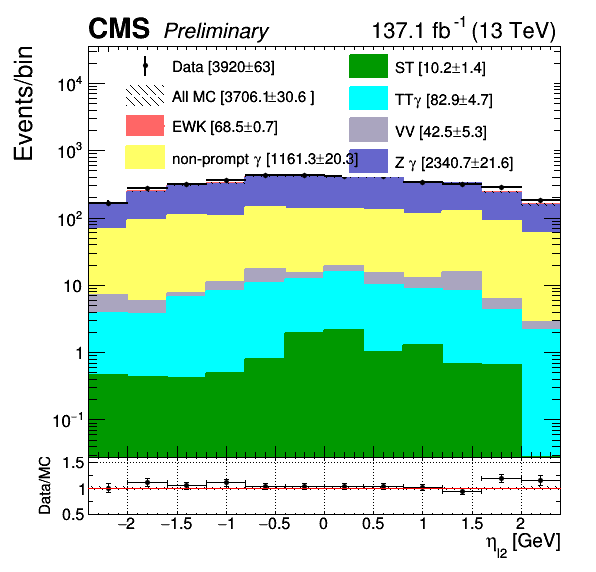 CMS Preliminary 137.1 fb⁻¹ (13 TeV)
Events/bin
Data [3920±63]
All MC [3706.1±30.6 ]
EWK [68.5±0.7]
non-prompt γ [1161.3±20.3]
ST [10.2±1.4]
TTγ [82.9±4.7]
VV [42.5±5.3]
Z γ [2340.7±21.6]
10⁴
10³
10²
10
1
10⁻¹
Data/MC
1.5
1
0.5
−2 −1.5 −1 −0.5 0 0.5 1 1.5 2
η_l2 [GeV]